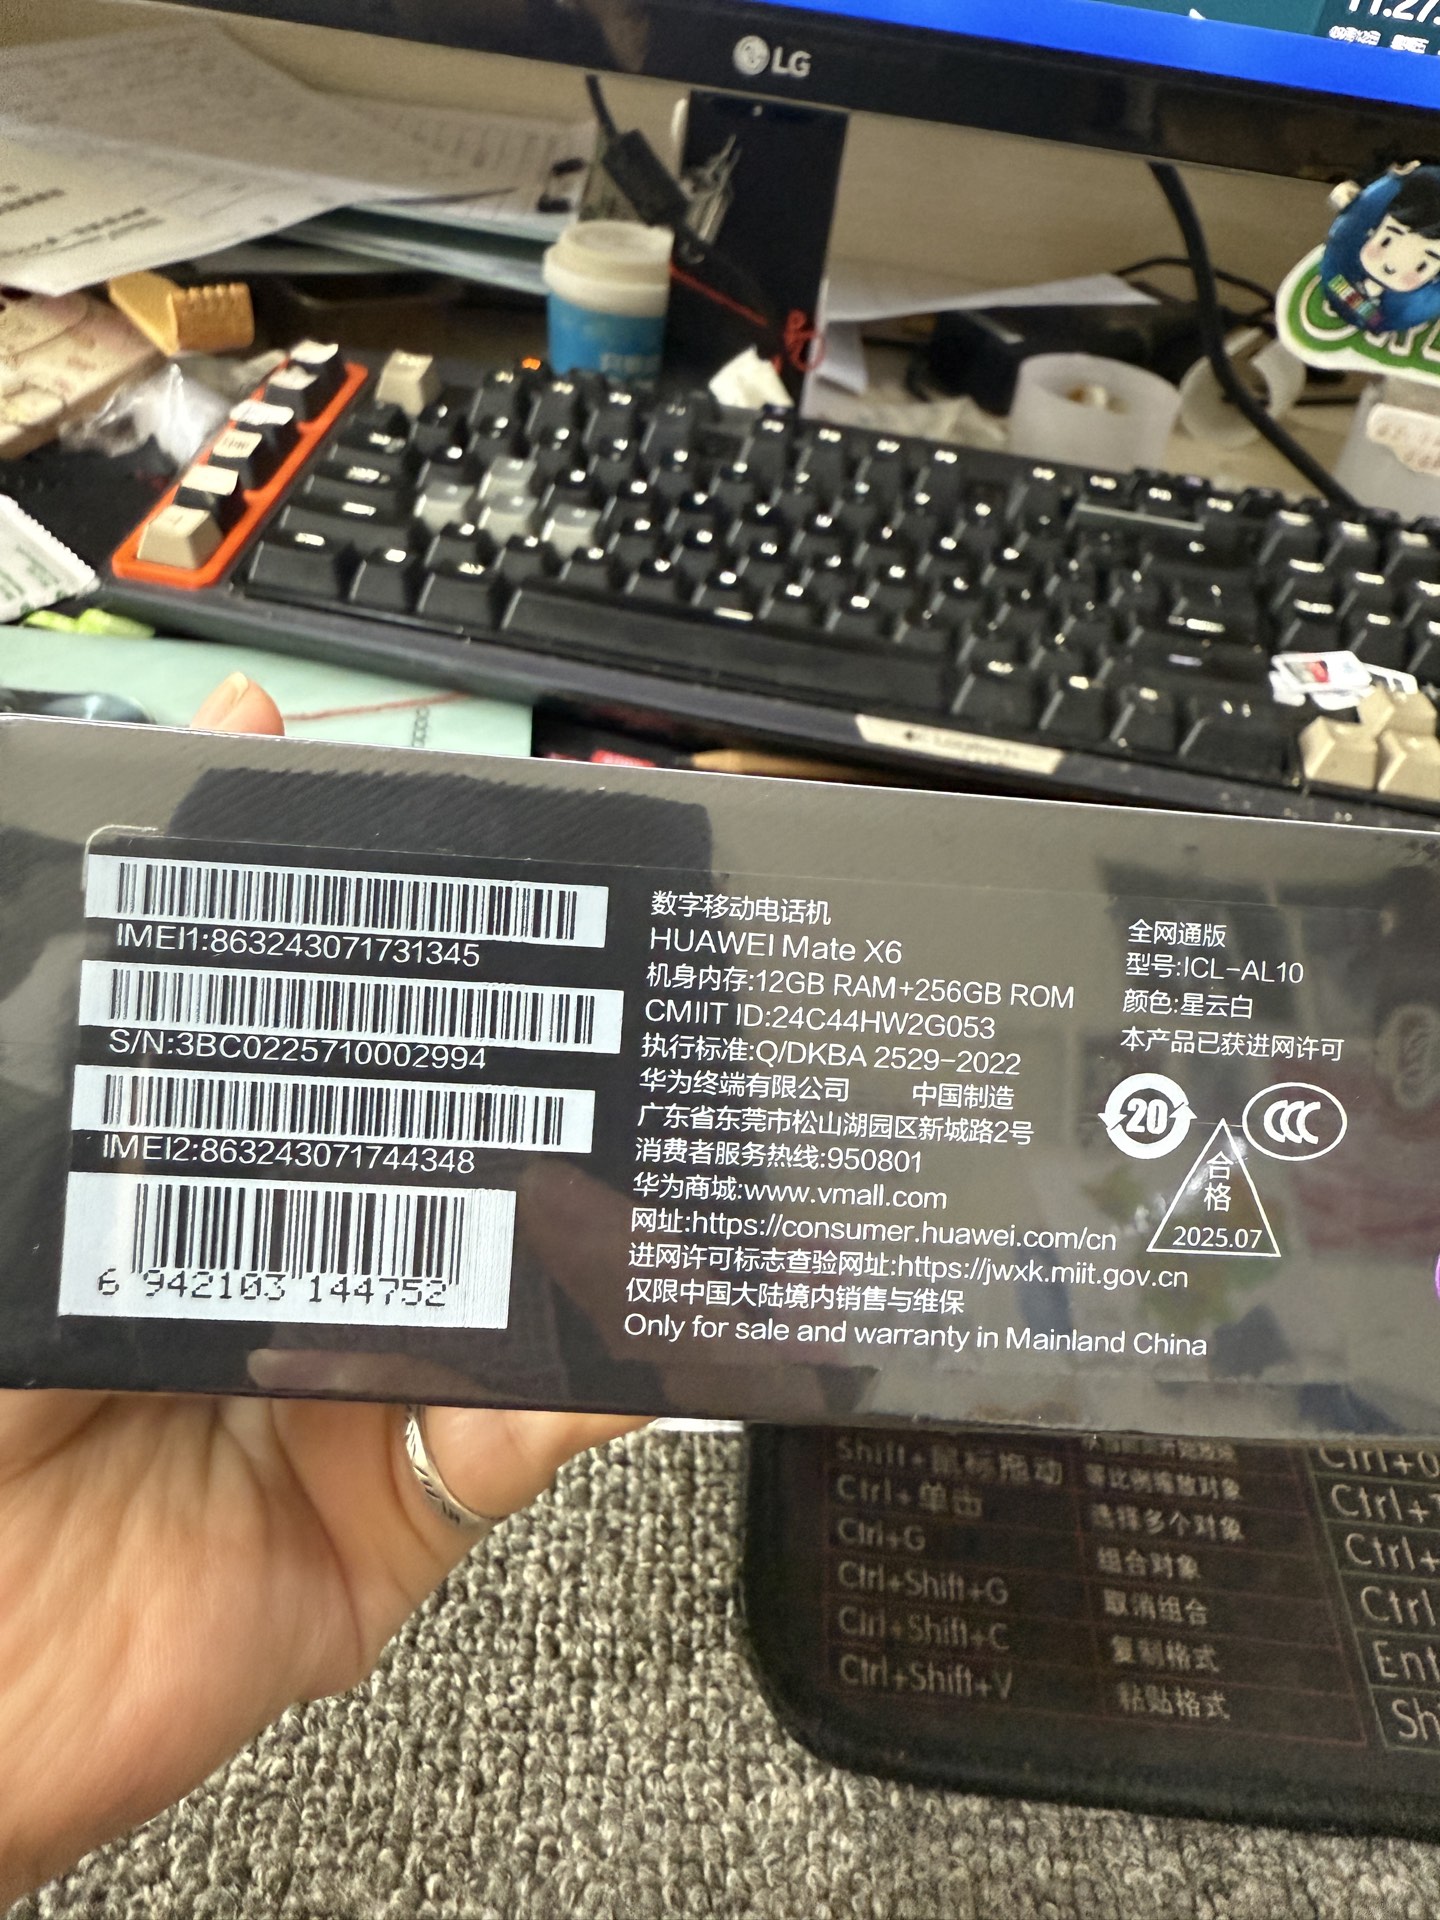 LG
IMEI1:863243071731345
S/N:3BC0225710002994
IMEI2:863243071744348
6 942103 144752
数字移动电话机
HUAWEI Mate X6
机身内存:12GB RAM+256GB ROM
CMIIT ID:24C44HW2G053
执行标准:Q/DKBA 2529-2022
华为终端有限公司 中国制造
广东省东莞市松山湖园区新城路2号
消费者服务热线:950801
华为商城:www.vmall.com
网址:https://consumer.huawei.com/cn
进网许可标志查验网址:https://jwxk.miit.gov.cn
仅限中国大陆境内销售与维保
Only for sale and warranty in Mainland China
全网通版
型号:ICL-AL10
颜色:星云白
本产品已获进网许可
20
CCC
合格
2025.07
Shift+鼠标拖动 等比例缩放对象
Ctrl+单击 选择多个对象
Ctrl+G 组合对象
Ctrl+Shift+G 取消组合
Ctrl+Shift+C 复制格式
Ctrl+Shift+V 粘贴格式